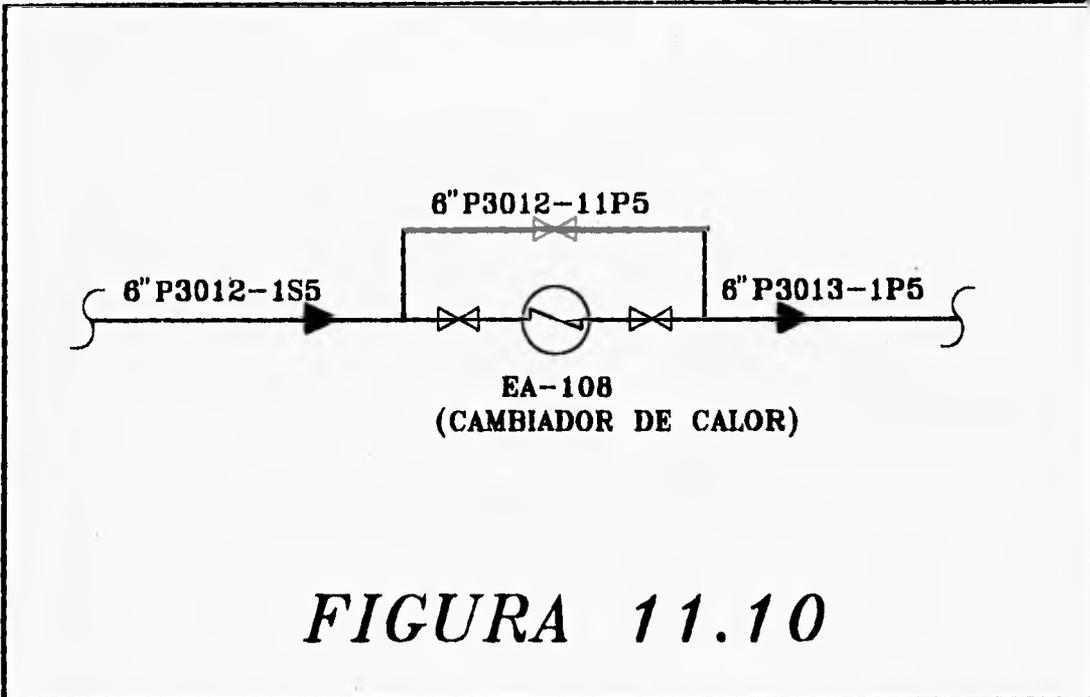 6"P3012-11P5
6"P3012-1S5
6"P3013-1P5
EA-108
(CAMBIADOR DE CALOR)
FIGURA 11.10